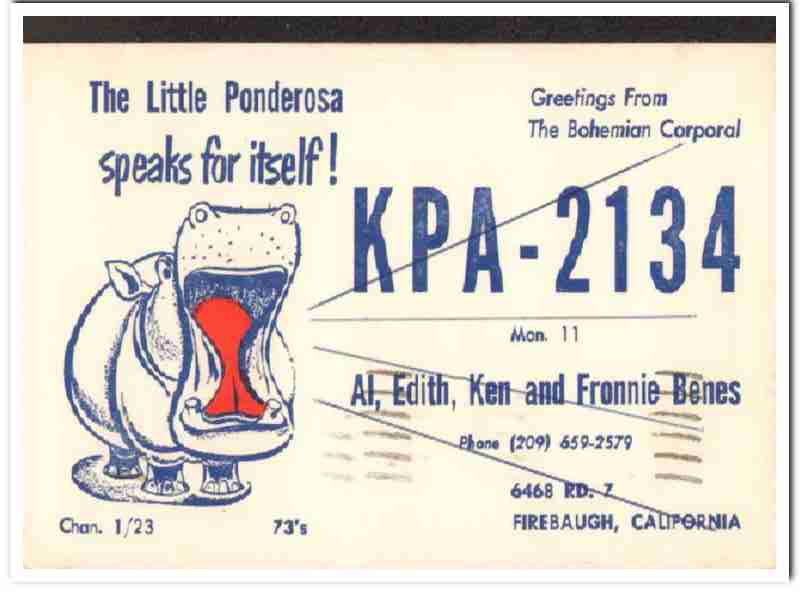 The Little Ponderosa
speaks for itself!
Greetings From
The Bohemian Corporal
KPA-2134
Mon. 11
Al, Edith, Ken and Fronnie Benes
Phone (209) 659-2579
6468 RD. 7
FIREBAUGH, CALIFORNIA
Chan. 1/23
73's